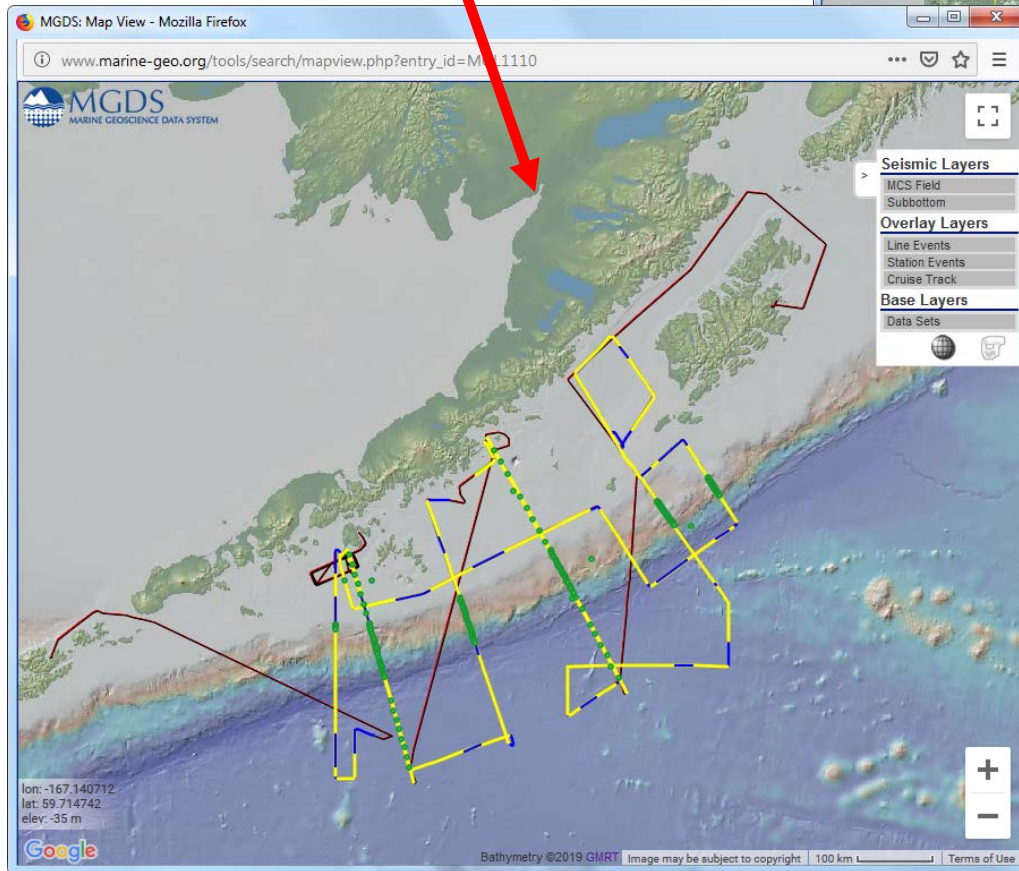 MGDS: Map View - Mozilla Firefox
www.marine-geo.org/tools/search/mapview.php?entry_id=MGL1110
MGDS
MARINE GEOSCIENCE DATA SYSTEM
Seismic Layers
>
MCS Field
Subbottom
Overlay Layers
Line Events
Station Events
Cruise Track
Base Layers
Data Sets
+
−
lon: -167.140712
lat: 59.714742
elev: -35 m
Google
Bathymetry ©2019 GMRT Image may be subject to copyright 100 km Terms of Use